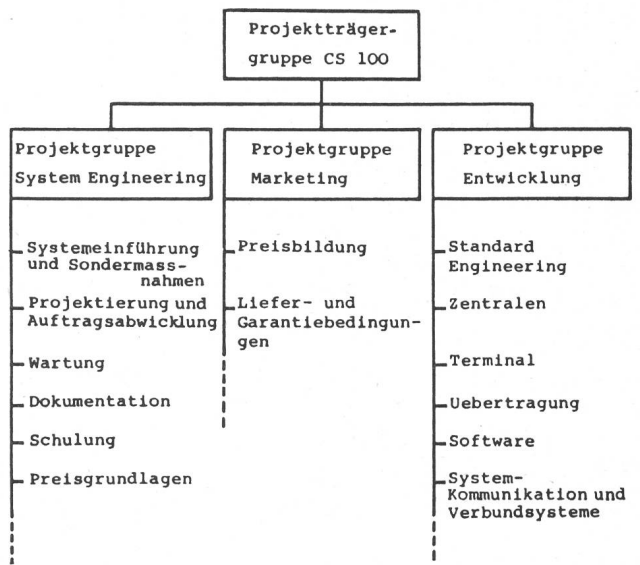 Projektträger-
gruppe CS 100
Projektgruppe
System Engineering
Systemeinführung
und Sondermass-
nahmen
Projektierung und
Auftragsabwicklung
Wartung
Dokumentation
Schulung
Preisgrundlagen
Projektgruppe
Marketing
Preisbildung
Liefer- und
Garantiebedingun-
gen
Projektgruppe
Entwicklung
Standard
Engineering
Zentralen
Terminal
Uebertragung
Software
System-
Kommunikation und
Verbundsysteme